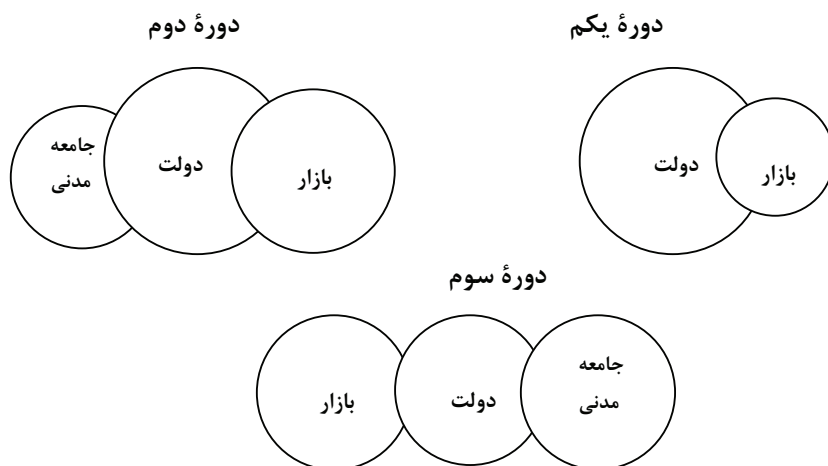 دورهٔ یکم
دولت
بازار
دورهٔ دوم
بازار
دولت
جامعه
مدنی
دورهٔ سوم
جامعه
مدنی
دولت
بازار